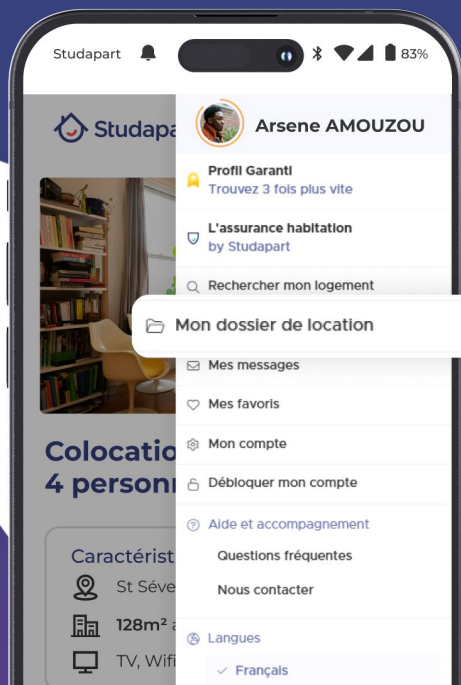 Studapart
83%
Studapa
Arsene AMOUZOU
Profil Garanti
Trouvez 3 fois plus vite
L'assurance habitation
by Studapart
Rechercher mon logement
Mon dossier de location
Mes messages
Mes favoris
Mon compte
Débloquer mon compte
Aide et accompagnement
Questions fréquentes
Nous contacter
Langues
Français
Colocatio
4 person
Caractérist
St Séve
128m² a
TV, Wifi